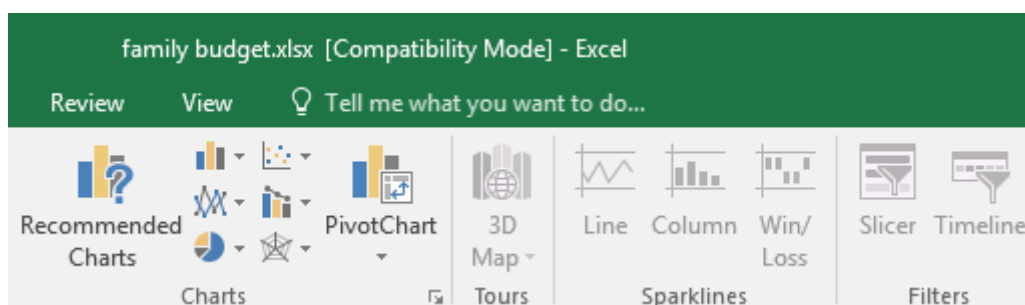 family budget.xlsx [Compatibility Mode] - Excel
Review View Tell me what you want to do...
Recommended Charts
PivotChart
3D Map
Line
Column
Win/ Loss
Slicer
Timeline
Charts
Tours
Sparklines
Filters